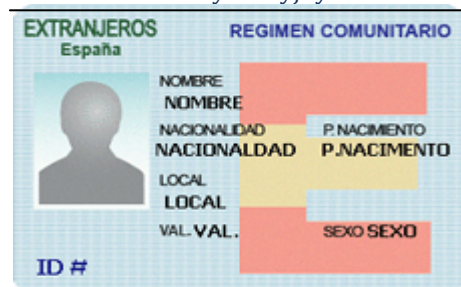 EXTRANJEROS REGIMEN COMUNITARIO
España
NOMBRE
NOMBRE
NACIONALIDAD P.NACIMIENTO
NACIONALDAD P.NACIMENTO
LOCAL
LOCAL
VAL. VAL. SEXO SEXO
ID #